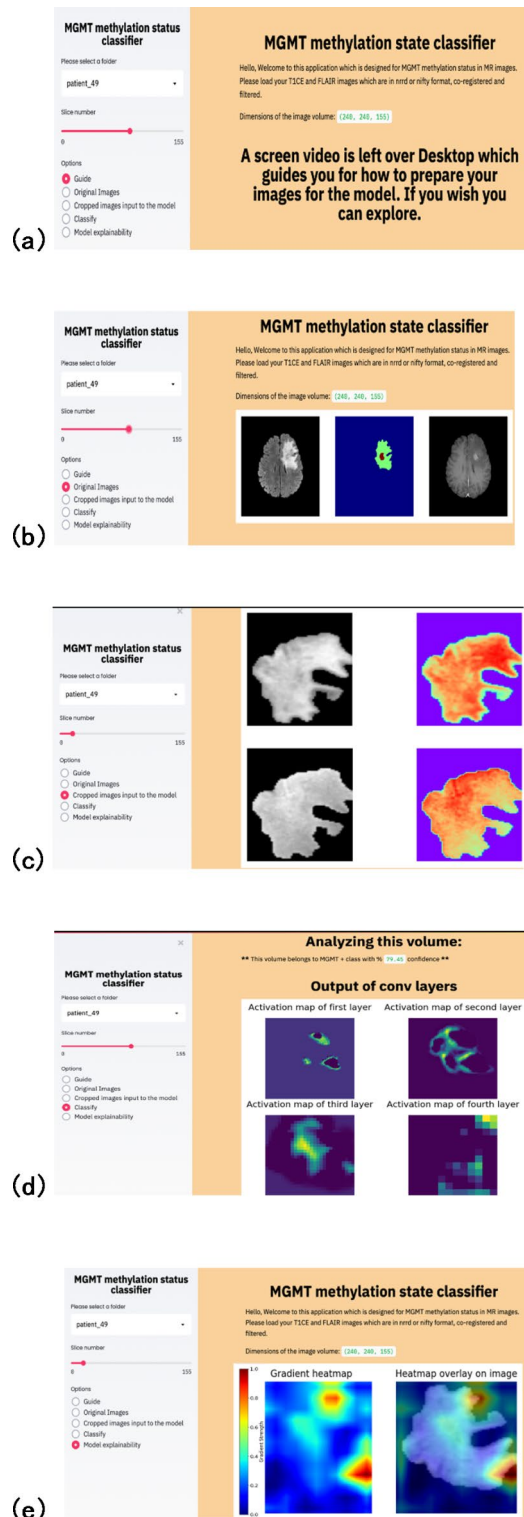 MGMT methylation status
classifier
Please select a folder
patient_49
Slice number
0 155
Options
Guide
Original Images
Cropped images input to the model
Classify
Model explainability
MGMT methylation state classifier
Hello, Welcome to this application which is designed for MGMT methylation status in MR images.
Please load your T1CE and FLAIR images which are in nrrd or nifty format, co-registered and
filtered.
Dimensions of the image volume: (240, 240, 155)
A screen video is left over Desktop which
guides you for how to prepare your
images for the model. If you wish you
can explore.
(a)
MGMT methylation status
classifier
Please select a folder
patient_49
Slice number
0 155
Options
Guide
Original Images
Cropped images input to the model
Classify
Model explainability
MGMT methylation state classifier
Hello, Welcome to this application which is designed for MGMT methylation status in MR images.
Please load your T1CE and FLAIR images which are in nrrd or nifty format, co-registered and
filtered.
Dimensions of the image volume: (240, 240, 155)
(b)
×
MGMT methylation status
classifier
Please select a folder
patient_49
Slice number
0 155
Options
Guide
Original Images
Cropped images input to the model
Classify
Model explainability
(c)
×
MGMT methylation status
classifier
Please select a folder
patient_49
Slice number
0 155
Options
Guide
Original Images
Cropped images input to the model
Classify
Model explainability
Analyzing this volume:
** This volume belongs to MGMT + class with % 79.45 confidence **
Output of conv layers
Activation map of first layer Activation map of second layer
Activation map of third layer Activation map of fourth layer
(d)
MGMT methylation status
classifier
Please select a folder
patient_49
Slice number
0 155
Options
Guide
Original Images
Cropped images input to the model
Classify
Model explainability
MGMT methylation state classifier
Hello, Welcome to this application which is designed for MGMT methylation status in MR images.
Please load your T1CE and FLAIR images which are in nrrd or nifty format, co-registered and
filtered.
Dimensions of the image volume: (240, 240, 155)
Gradient heatmap Heatmap overlay on image
1.0
0.8
0.6
0.4
0.2
0.0
Gradient Strength
(e)